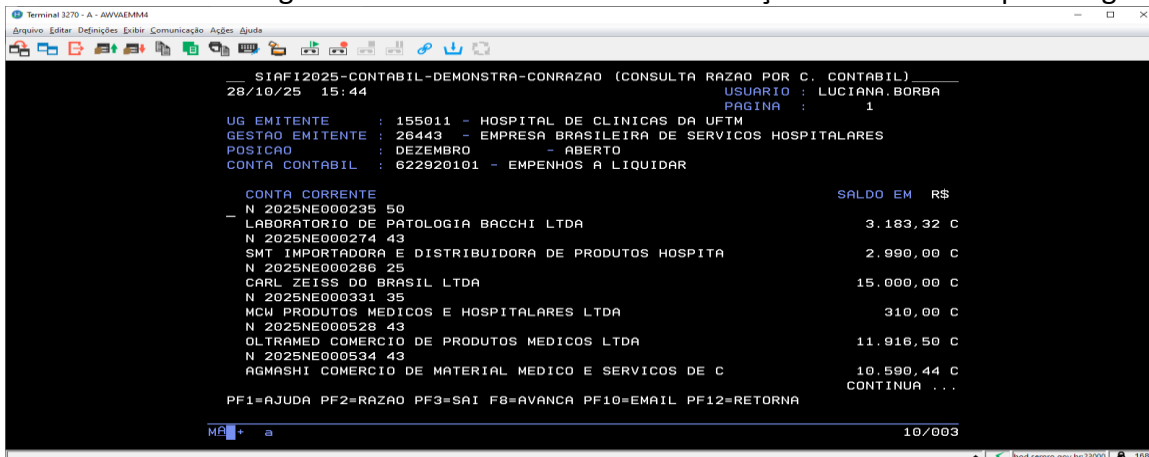 Terminal 3270 - A - AWVAEMM4
Arquivo Editar Definições Exibir Comunicação Ações Ajuda
__ SIAFI2025-CONTABIL-DEMONSTRA-CONRAZAO (CONSULTA RAZAO POR C. CONTABIL)_____
28/10/25 15:44 USUARIO : LUCIANA.BORBA
PAGINA : 1
UG EMITENTE : 155011 - HOSPITAL DE CLINICAS DA UFTM
GESTAO EMITENTE : 26443 - EMPRESA BRASILEIRA DE SERVICOS HOSPITALARES
POSICAO : DEZEMBRO - ABERTO
CONTA CONTABIL : 622920101 - EMPENHOS A LIQUIDAR
CONTA CORRENTE SALDO EM R$
_ N 2025NE000235 50
LABORATORIO DE PATOLOGIA BACCHI LTDA 3.183,32 C
N 2025NE000274 43
SMT IMPORTADORA E DISTRIBUIDORA DE PRODUTOS HOSPITA 2.990,00 C
N 2025NE000286 25
CARL ZEISS DO BRASIL LTDA 15.000,00 C
N 2025NE000331 35
MCW PRODUTOS MEDICOS E HOSPITALARES LTDA 310,00 C
N 2025NE000528 43
OLTRAMED COMERCIO DE PRODUTOS MEDICOS LTDA 11.916,50 C
N 2025NE000534 43
AGMASHI COMERCIO DE MATERIAL MEDICO E SERVICOS DE C 10.590,44 C
CONTINUA ...
PF1=AJUDA PF2=RAZAO PF3=SAI F8=AVANCA PF10=EMAIL PF12=RETORNA
MA + a 10/003